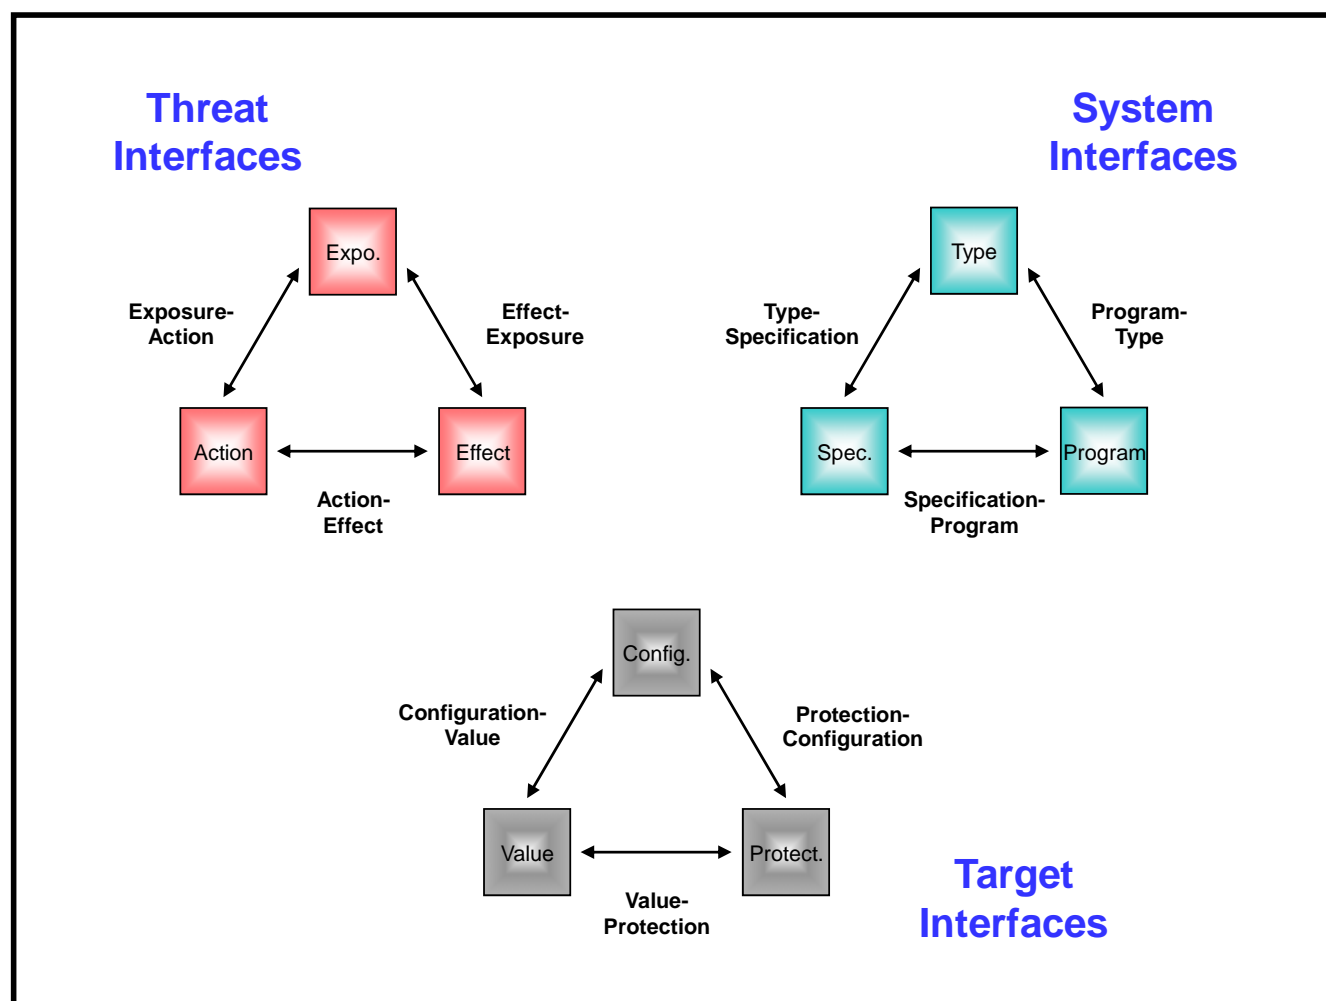 Threat
Interfaces
Expo.
Exposure-
Action
Effect-
Exposure
Action
Effect
Action-
Effect
System
Interfaces
Type
Type-
Specification
Program-
Type
Spec.
Program
Specification-
Program
Config.
Configuration-
Value
Protection-
Configuration
Value
Protect.
Value-
Protection
Target
Interfaces